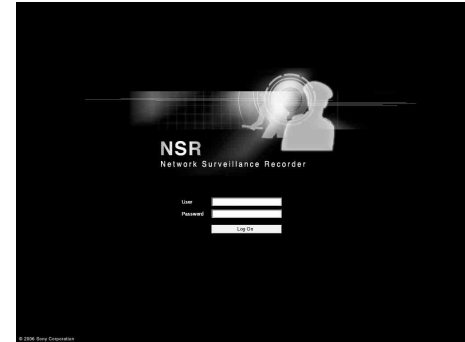 NSR
Network Surveillance Recorder
User
Password
Log On
© 2006 Sony Corporation